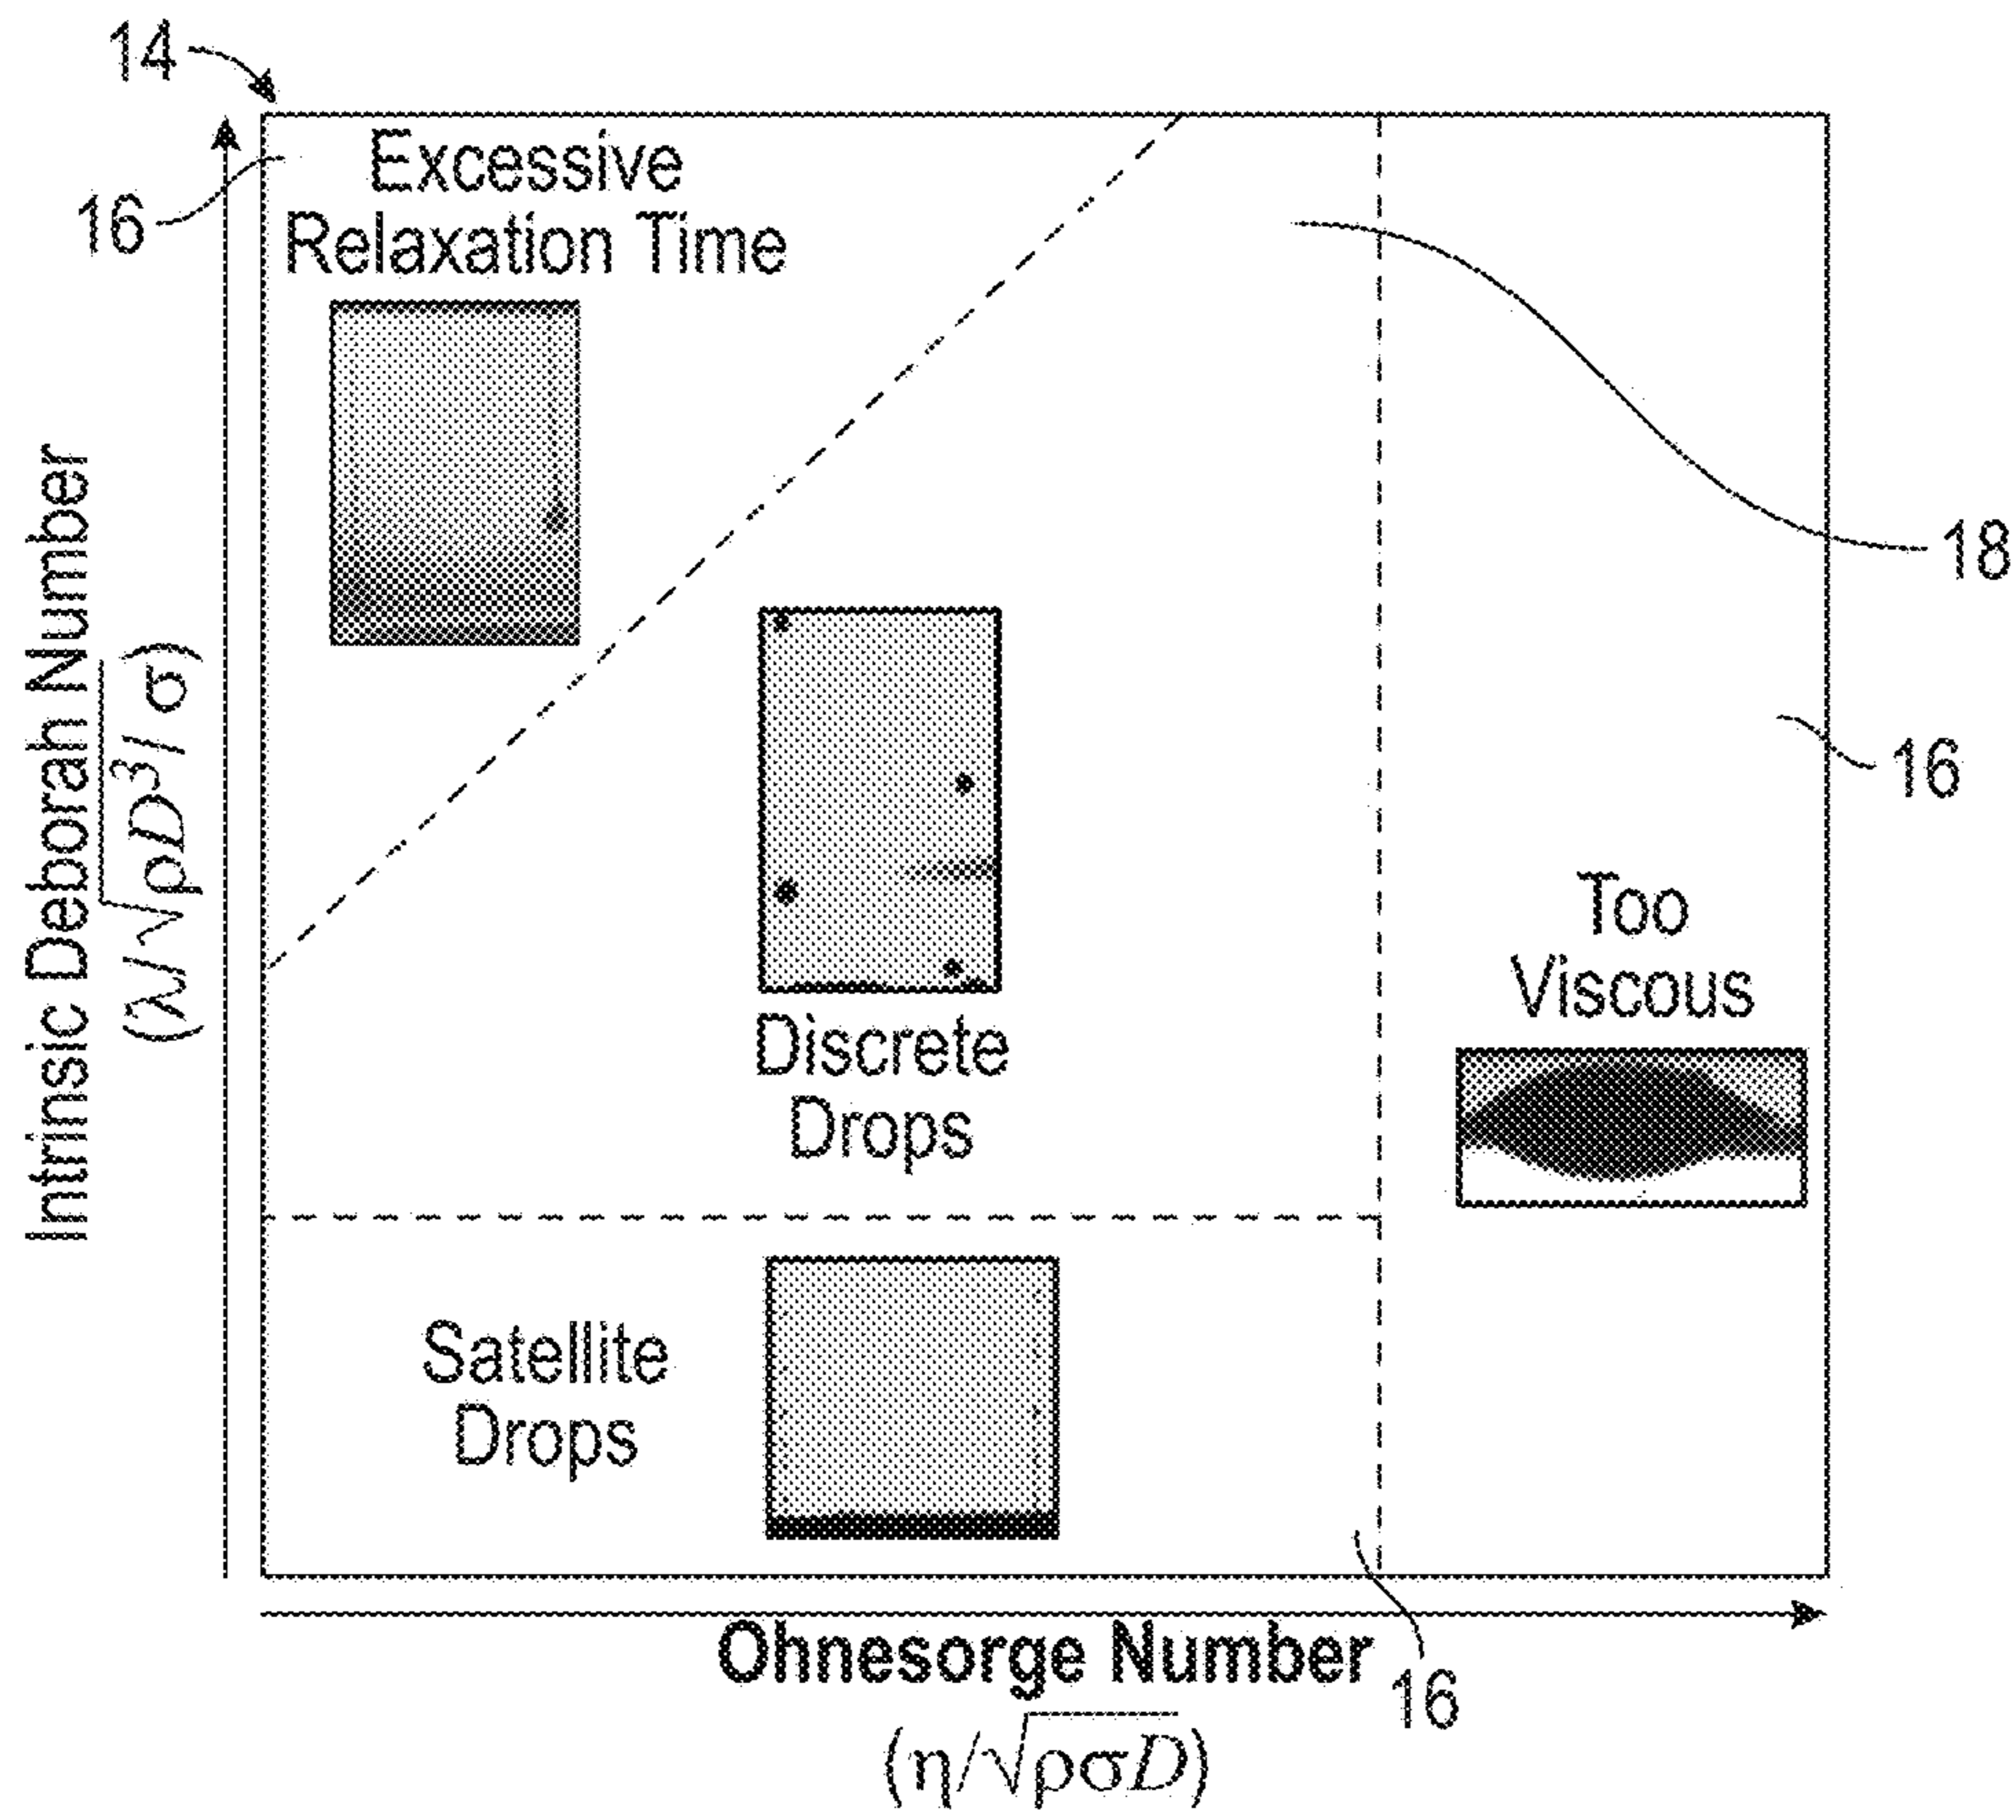 14
16
Excessive
Relaxation Time
18
16
Too
Viscous
Discrete
Drops
Satellite
Drops
16
Intrinsic Deborah Number
(λ/√ρD³/ σ)
Ohnesorge Number
(η/√ρσD)